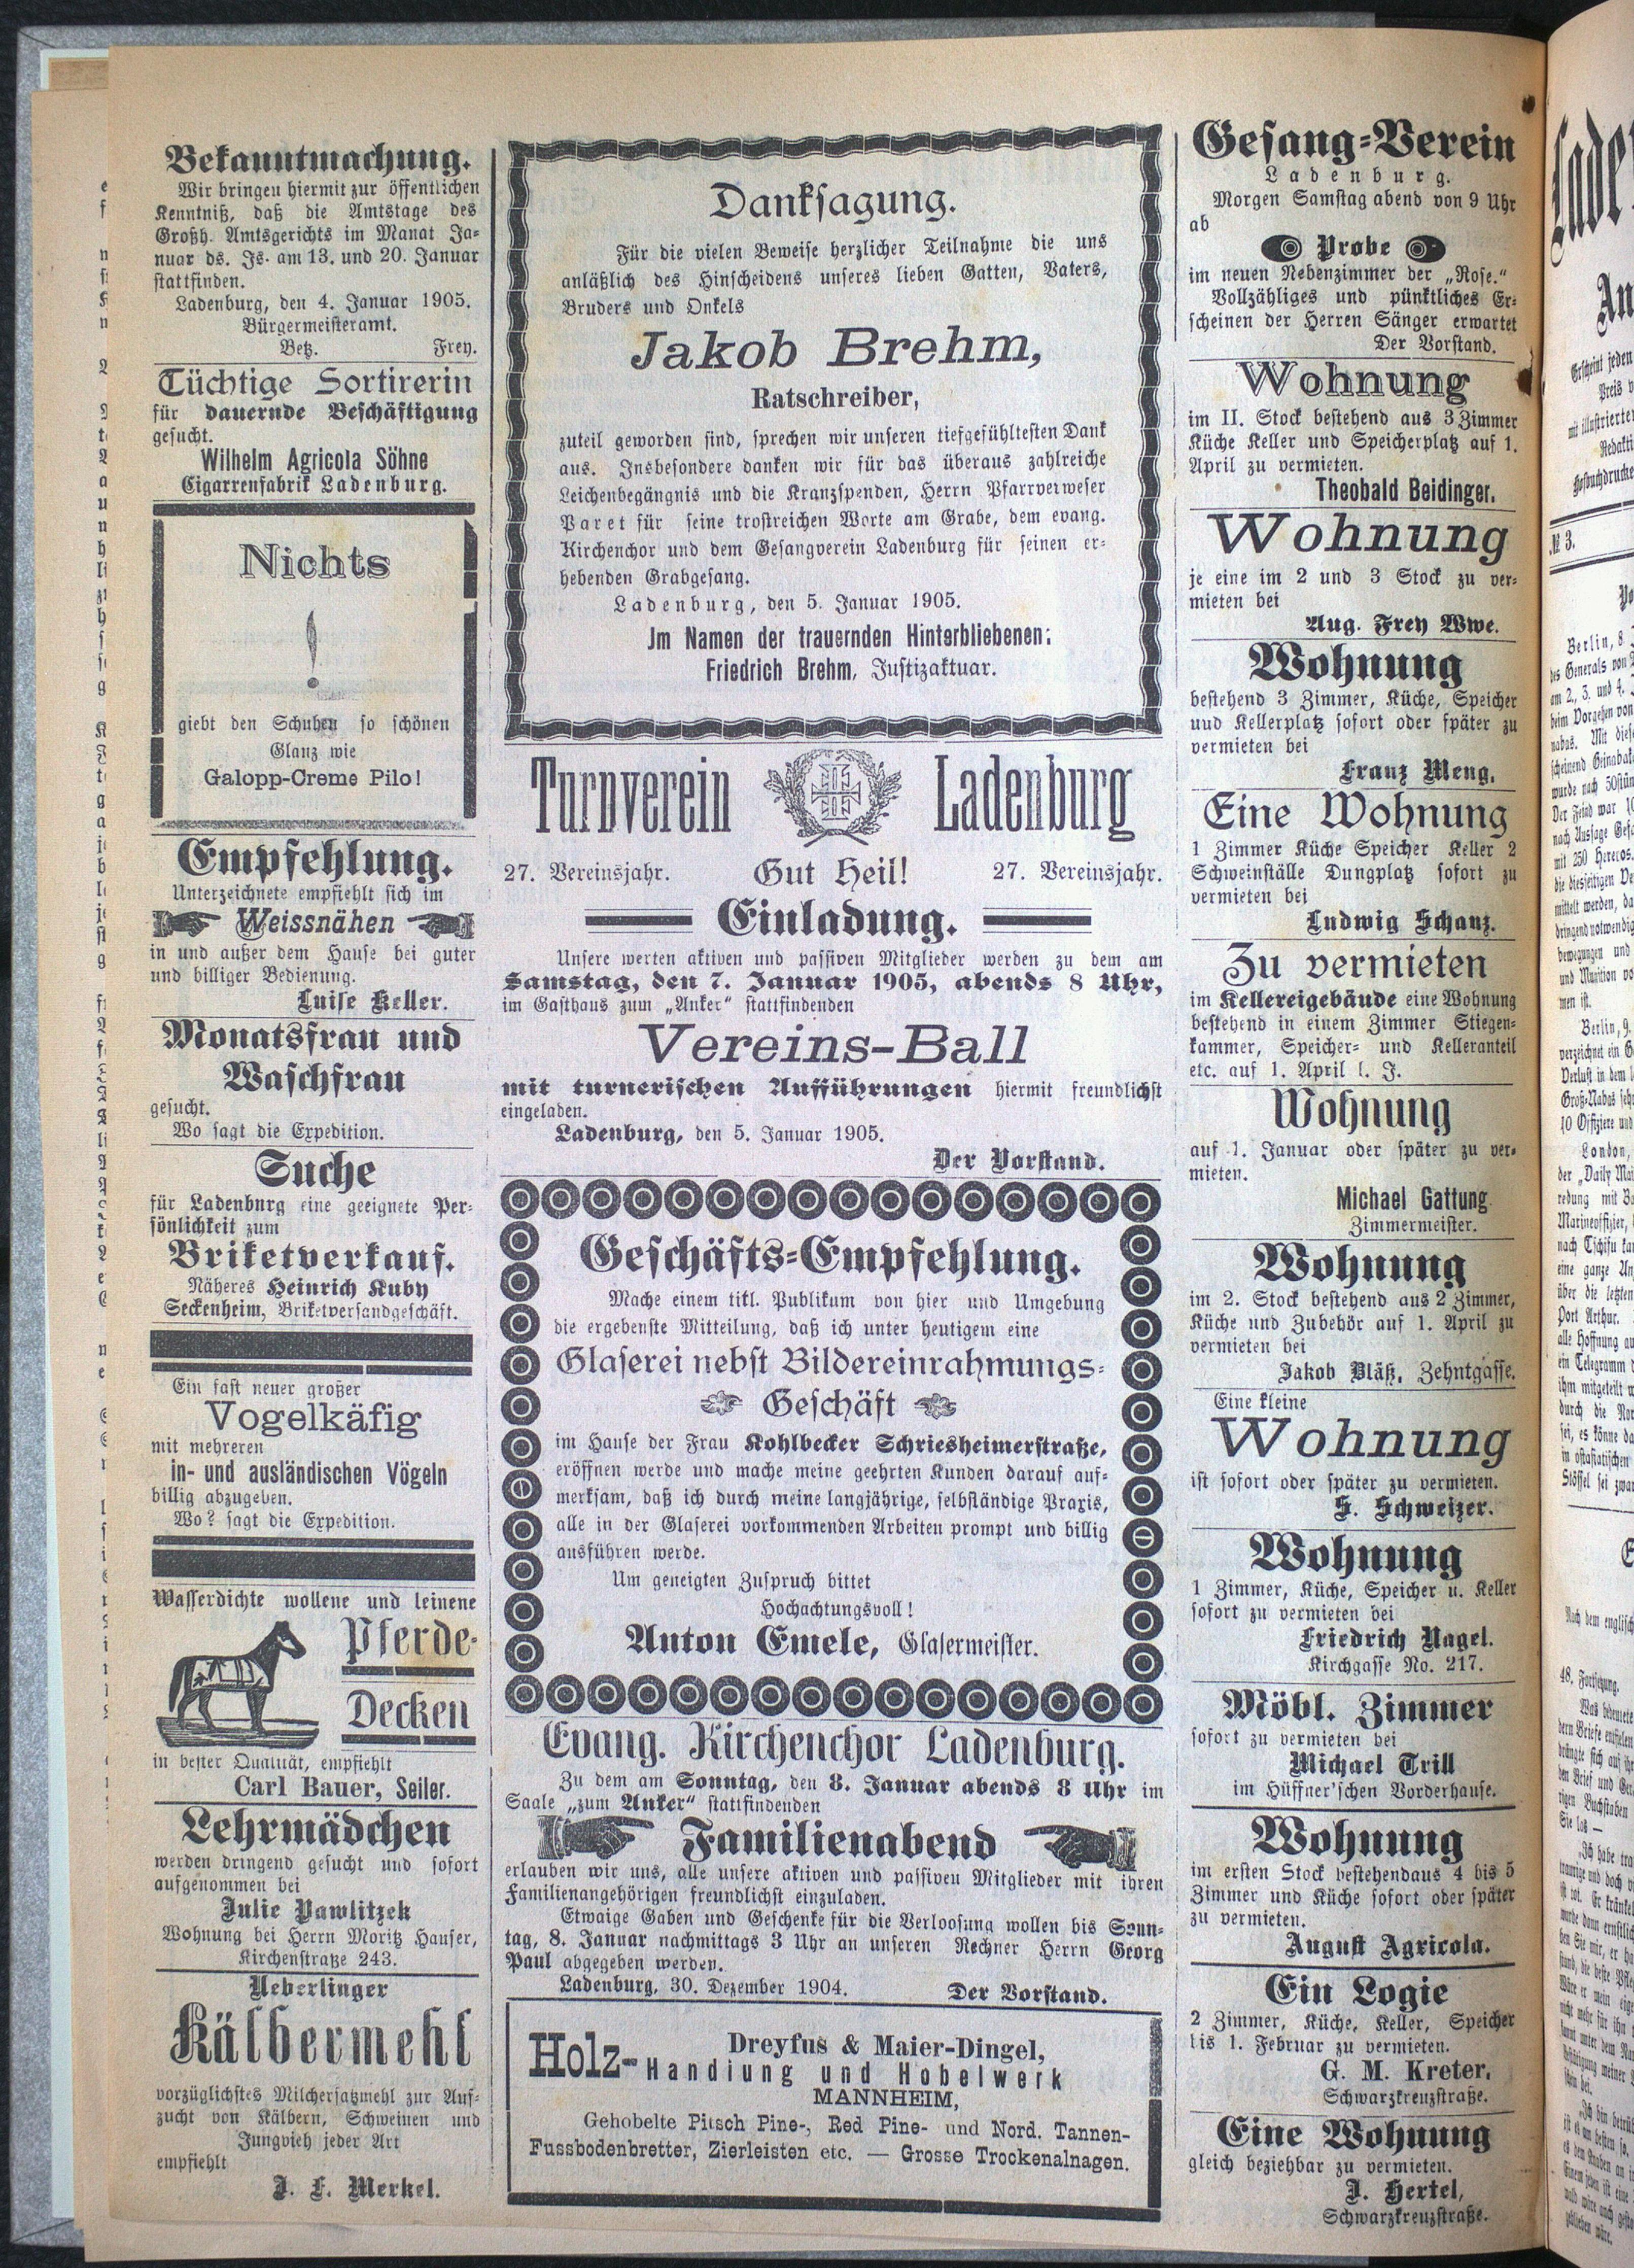 Bekanntmachung.
Wir bringen hiermit zur öffentlichen
Kenntniß, daß die Amtstage des
Großh. Amtsgerichts im Manat Ja-
nuar ds. Js. am 13. und 20. Januar
stattfinden.
Ladenburg, den 4. Januar 1905.
Bürgermeisteramt.
Betz. Frey.
Tüchtige Sortirerin
für dauernde Beschäftigung
gesucht.
Wilhelm Agricola Söhne
Cigarrenfabrik Ladenburg.
Nichts
!
giebt den Schuhen so schönen
Glanz wie
Galopp-Creme Pilo!
Empfehlung.
Unterzeichnete empfiehlt sich im
Weissnähen
in und außer dem Hause bei guter
und billiger Bedienung.
Luise Keller.
Monatsfrau und
Waschfrau
gesucht.
Wo sagt die Expedition.
Suche
für Ladenburg eine geeignete Per-
sönlichkeit zum
Briketverkauf.
Näheres Heinrich Kuby
Seckenheim, Briketversandgeschäft.
Ein fast neuer großer
Vogelkäfig
mit mehreren
in- und ausländischen Vögeln
billig abzugeben.
Wo? sagt die Expedition.
Wasserdichte wollene und leinene
Pferde-
Decken
in bester Qualität, empfiehlt
Carl Bauer, Seiler.
Lehrmädchen
werden dringend gesucht und sofort
aufgenommen bei
Julie Pawlitzek
Wohnung bei Herrn Moritz Hauser,
Kirchenstraße 243.
Ueberlinger
Kälbermehl
vorzüglichstes Milchersatzmehl zur Auf-
zucht von Kälbern, Schweinen und
Jungvieh jeder Art
empfiehlt
J. F. Merkel.
Danksagung.
Für die vielen Beweise herzlicher Teilnahme die uns
anläßlich des Hinscheidens unseres lieben Gatten, Vaters,
Bruders und Onkels
Jakob Brehm,
Ratschreiber,
zuteil geworden sind, sprechen wir unseren tiefgefühltesten Dank
aus. Insbesondere danken wir für das überaus zahlreiche
Leichenbegängnis und die Kranzspenden, Herrn Pfarrverweser
Paret für seine trostreichen Worte am Grabe, dem evang.
Kirchenchor und dem Gesangverein Ladenburg für seinen er-
hebenden Grabgesang.
Ladenburg, den 5. Januar 1905.
Im Namen der trauernden Hinterbliebenen:
Friedrich Brehm, Justizaktuar.
Turnverein Ladenburg
27. Vereinsjahr. Gut Heil! 27. Vereinsjahr.
Einladung.
Unsere werten aktiven und passiven Mitglieder werden zu dem am
Samstag, den 7. Januar 1905, abends 8 Uhr,
im Gasthaus zum „Anker“ stattfindenden
Vereins-Ball
mit turnerischen Aufführungen hiermit freundlichst
eingeladen.
Ladenburg, den 5. Januar 1905.
Der Vorstand.
Geschäfts-Empfehlung.
Mache einem titl. Publikum von hier und Umgebung
die ergebenste Mitteilung, daß ich unter heutigem eine
Glaserei nebst Bildereinrahmungs-
Geschäft
im Hause der Frau Kohlbecker Schriesheimerstraße,
eröffnen werde und mache meine geehrten Kunden darauf auf-
merksam, daß ich durch meine langjährige, selbständige Praxis,
alle in der Glaserei vorkommenden Arbeiten prompt und billig
ausführen werde.
Um geneigten Zuspruch bittet
Hochachtungsvoll!
Anton Emele, Glasermeister.
Evang. Kirchenchor Ladenburg.
Zu dem am Sonntag, den 8. Januar abends 8 Uhr im
Saale „zum Anker“ stattfindenden
Familienabend
erlauben wir uns, alle unsere aktiven und passiven Mitglieder mit ihren
Familienangehörigen freundlichst einzuladen.
Etwaige Gaben und Geschenke für die Verloosung wollen bis Sonn-
tag, 8. Januar nachmittags 3 Uhr an unseren Rechner Herrn Georg
Paul abgegeben werden.
Ladenburg, 30. Dezember 1904. Der Vorstand.
Dreyfus & Maier-Dingel,
Holz-Handlung und Hobelwerk
MANNHEIM,
Gehobelte Pitsch Pine-, Red Pine- und Nord. Tannen-
Fussbodenbretter, Zierleisten etc. — Grosse Trockenalnagen.
Gesang-Verein
Ladenburg.
Morgen Samstag abend von 9 Uhr
ab
Probe
im neuen Nebenzimmer der „Rose.“
Vollzähliges und pünktliches Er-
scheinen der Herren Sänger erwartet
Der Vorstand.
Wohnung
im II. Stock bestehend aus 3 Zimmer
Küche Keller und Speicherplatz auf 1.
April zu vermieten.
Theobald Beidinger.
Wohnung
je eine im 2 und 3 Stock zu ver-
mieten bei
Aug. Frey Wwe.
Wohnung
bestehend 3 Zimmer, Küche, Speicher
und Kellerplatz sofort oder später zu
vermieten bei
Franz Meng.
Eine Wohnung
1 Zimmer Küche Speicher Keller 2
Schweinställe Dungplatz sofort zu
vermieten bei
Ludwig Schanz.
Zu vermieten
im Kellereigebäude eine Wohnung
bestehend in einem Zimmer Stiegen-
kammer, Speicher- und Kelleranteil
etc. auf 1. April l. J.
Wohnung
auf 1. Januar oder später zu ver-
mieten.
Michael Gattung
Zimmermeister.
Wohnung
im 2. Stock bestehend aus 2 Zimmer,
Küche und Zubehör auf 1. April zu
vermieten bei
Jakob Bläß, Zehntgasse.
Eine kleine
Wohnung
ist sofort oder später zu vermieten.
S. Schweizer.
Wohnung
1 Zimmer, Küche, Speicher u. Keller
sofort zu vermieten bei
Friedrich Nagel.
Kirchgasse No. 217.
Möbl. Zimmer
sofort zu vermieten bei
Michael Trill
im Hüffner'schen Vorderhause.
Wohnung
im ersten Stock bestehendaus 4 bis 5
Zimmer und Küche sofort oder später
zu vermieten.
August Agricola.
Ein Logie
2 Zimmer, Küche, Keller, Speicher
bis 1. Februar zu vermieten.
G. M. Kreter,
Schwarzkreuzstraße.
Eine Wohnung
gleich beziehbar zu vermieten.
J. Hertel,
Schwarzkreuzstraße.
№ 3.
Berlin, 8
Berlin, 9.
London,
48. Fortsetzung.